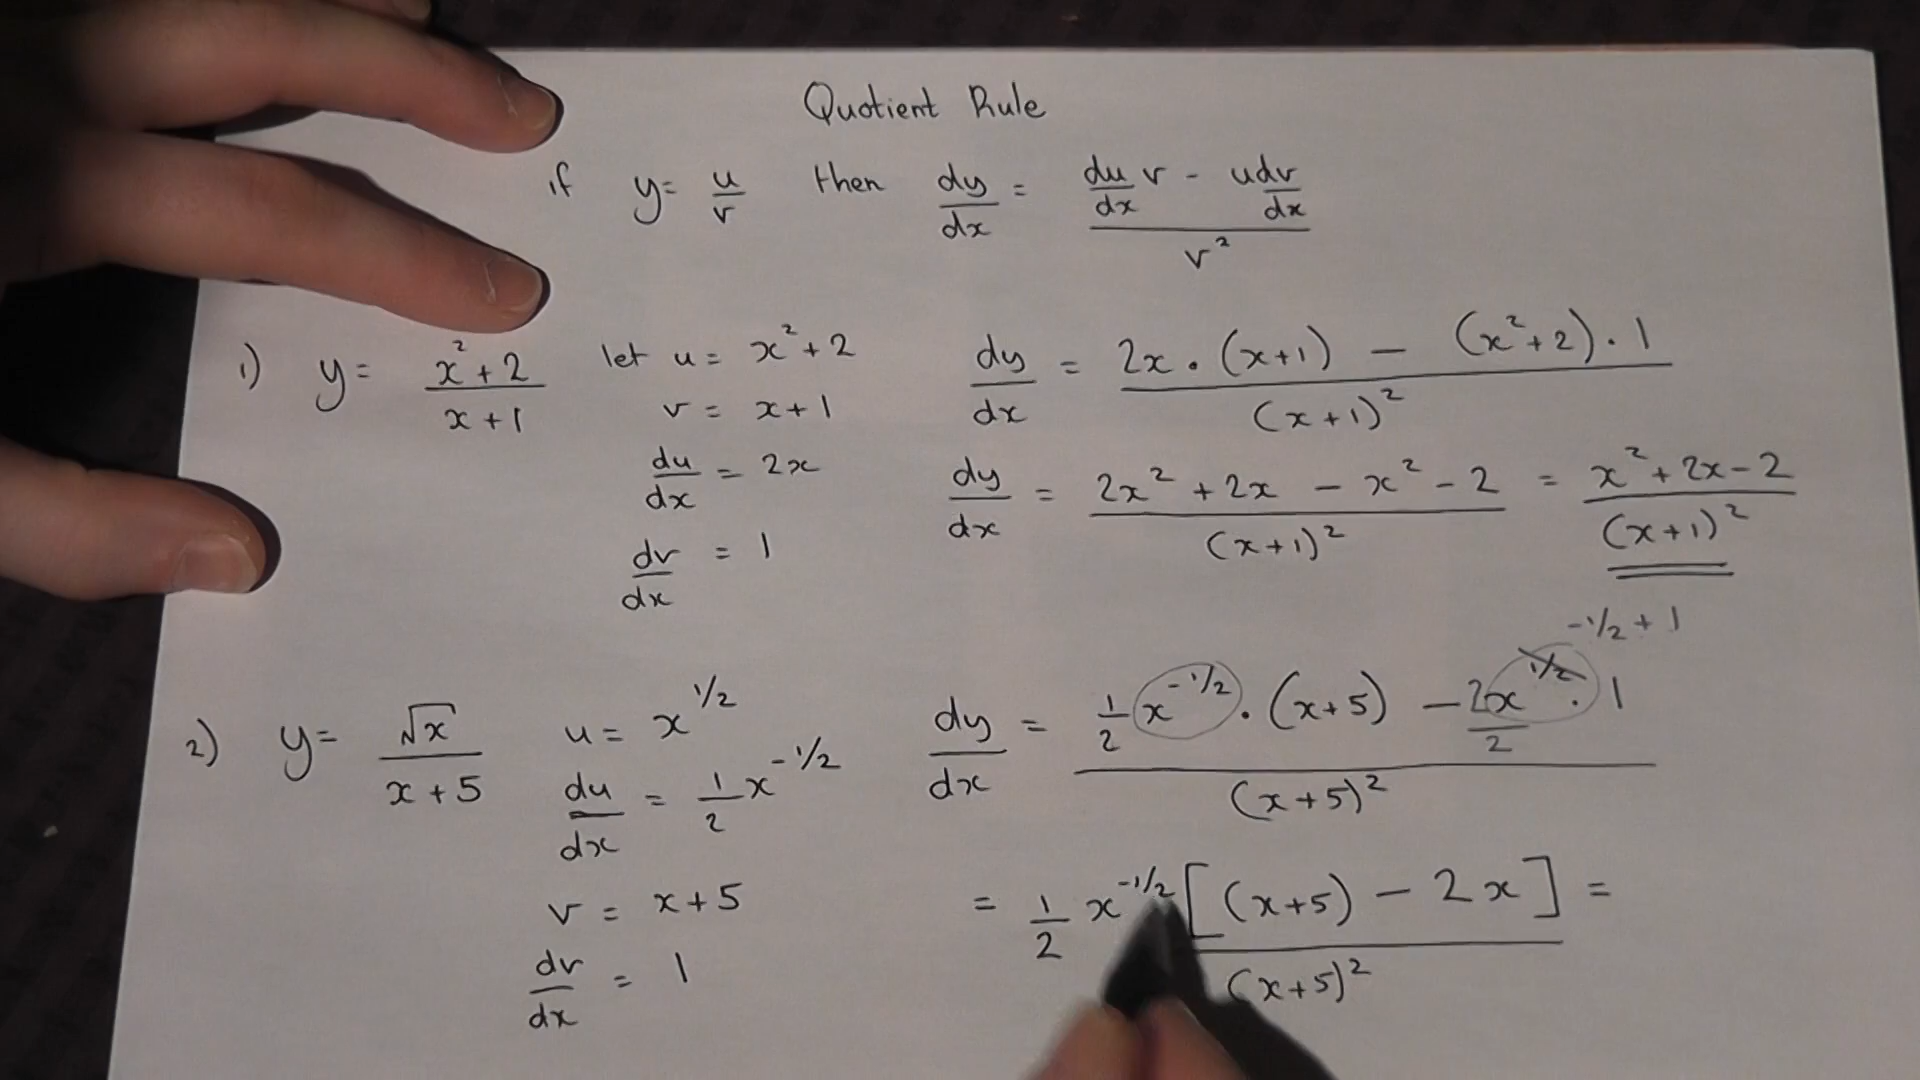 Quotient Rule
if y = u/v then dy/dx = (du/dx v - u dv/dx)/v²
1) y = (x²+2)/(x+1) let u = x²+2
v = x+1
du/dx = 2x
dv/dx = 1
dy/dx = (2x . (x+1) - (x²+2) . 1)/(x+1)²
dy/dx = (2x² + 2x - x² - 2)/(x+1)² = (x² + 2x - 2)/(x+1)²
2) y = √x/(x+5) u = x^1/2
du/dx = 1/2 x^-1/2
v = x+5
dv/dx = 1
-1/2 + 1
dy/dx = (1/2 x^-1/2 . (x+5) - 2x^1/2/2 . 1)/(x+5)²
= 1/2 x^-1/2 [(x+5) - 2x]/(x+5)² =